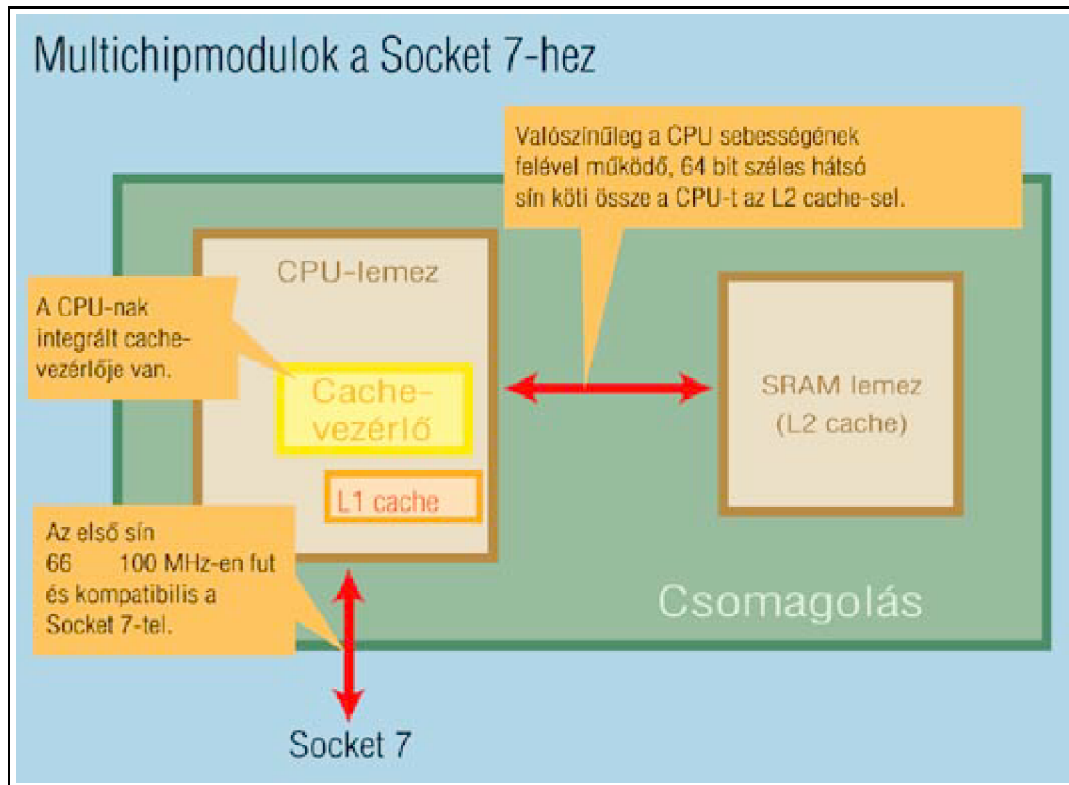 Multichipmodulok a Socket 7-hez
Valószínűleg a CPU sebességének
felével működő, 64 bit széles hátsó
sín köti össze a CPU-t az L2 cache-sel.
CPU-lemez
A CPU-nak
integrált cache-
vezérlője van.
Cache-
vezérlő
L1 cache
SRAM lemez
(L2 cache)
Az első sín
66 100 MHz-en fut
és kompatibilis a
Socket 7-tel.
Csomagolás
Socket 7